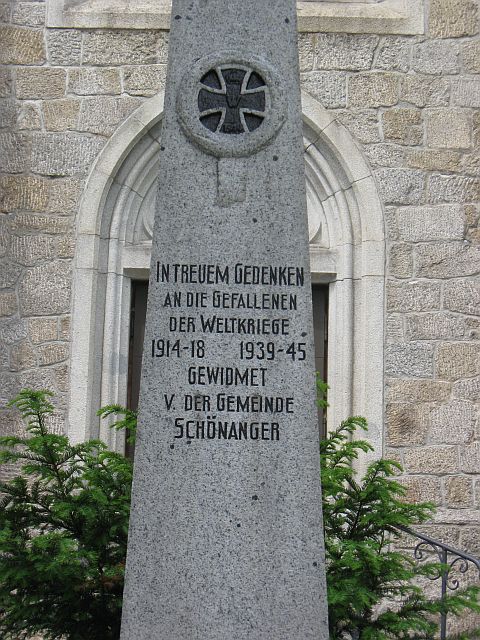 In treuem Gedenken
an die Gefallenen
der Weltkriege
1914-18 1939-45
gewidmet
v. der Gemeinde
Schönanger